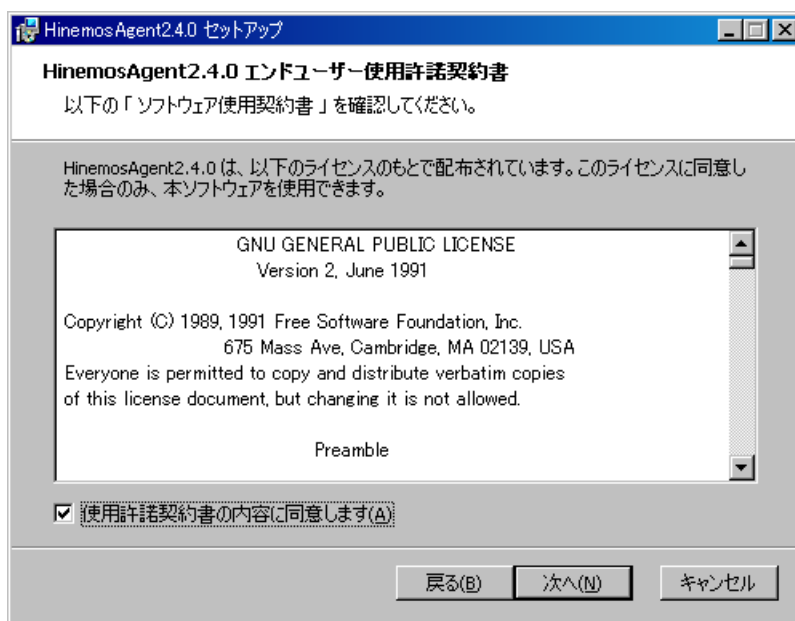 HinemosAgent2.4.0 セットアップ
HinemosAgent2.4.0 エンドユーザー使用許諾契約書
以下の「 ソフトウェア使用契約書 」を確認してください。
HinemosAgent2.4.0 は、以下のライセンスのもとで配布されています。このライセンスに同意し
た場合のみ、本ソフトウェアを使用できます。
GNU GENERAL PUBLIC LICENSE
Version 2, June 1991
Copyright (C) 1989, 1991 Free Software Foundation, Inc.
675 Mass Ave, Cambridge, MA 02139, USA
Everyone is permitted to copy and distribute verbatim copies
of this license document, but changing it is not allowed.
Preamble
使用許諾契約書の内容に同意します(A)
戻る(B) 次へ(N) キャンセル